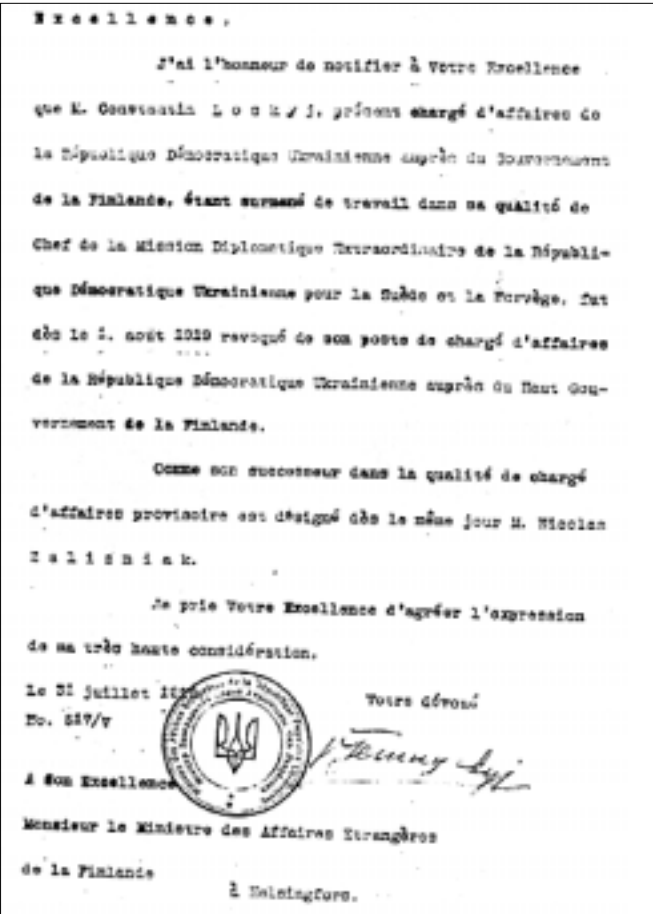 Excellence,
J'ai l'honneur de notifier à Votre Excellence
que M. Constantin L o s k y j, présent chargé d'affaires de
la République Démocratique Ukrainienne auprès du Gouvernement
de la Finlande, étant surmené de travail dans sa qualité de
Chef de la Mission Diplomatique Extraordinaire de la Républi-
que Démocratique Ukrainienne pour la Suède et la Norvège, fut
dès le 1. août 1919 revoqué de son poste de chargé d'affaires
de la République Démocratique Ukrainienne auprès du Haut Gou-
vernement de la Finlande.
Comme son successeur dans la qualité de chargé
d'affaires provisoire est désigné dès le même jour M. Nicolas
Z a l i s n i a k.
Je prie Votre Excellence d'agréer l'expression
de ma très haute considération.
Le 31 juillet
No. 517/V
Votre dévoué
A Son Excellence
Monsieur le Ministre des Affaires Etrangères
de la Finlande
à Helsingfors.